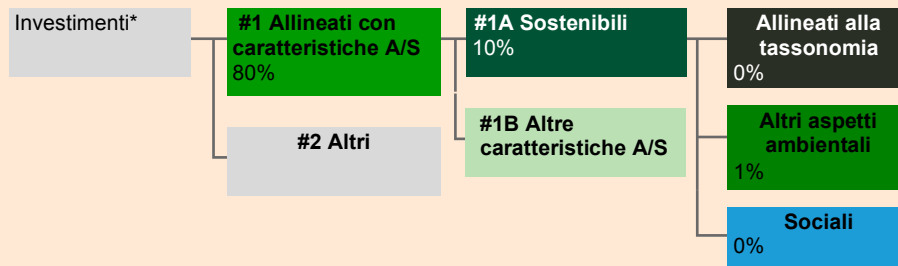 Investimenti*
#1 Allineati con
caratteristiche A/S
80%
#2 Altri
#1A Sostenibili
10%
#1B Altre
caratteristiche A/S
Allineati alla
tassonomia
0%
Altri aspetti
ambientali
1%
Sociali
0%